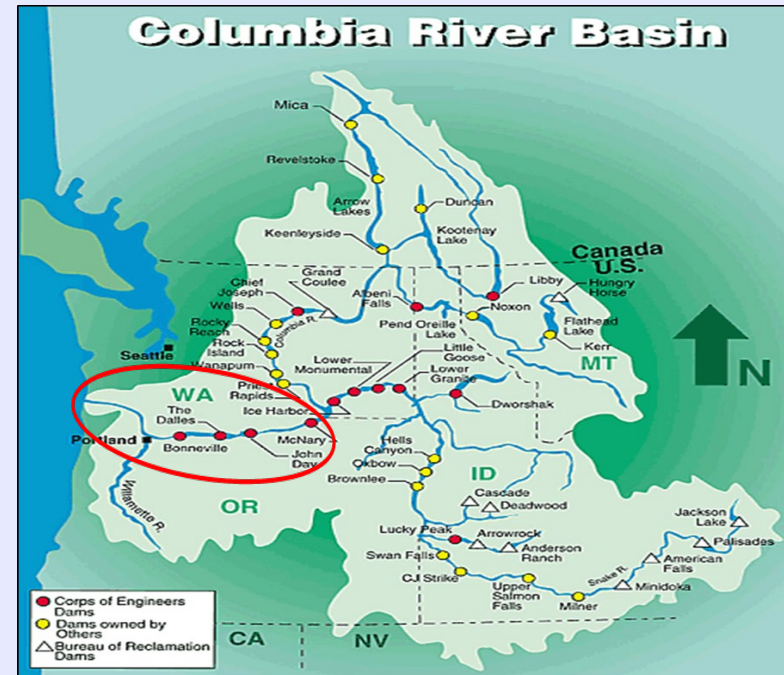 Columbia River Basin
Mica
Revelstoke
Arrow
Lakes
Duncan
Kootenay
Lake
Keenleyside
Canada
U.S.
Grand
Coulee
Chief
Joseph
Libby
Hungry
Horse
Albeni
Falls
Noxon
Wells
Columbia R.
Pend Oreille
Lake
Flathead
Lake
Rocky
Reach
Kerr
Rock
Island
Little
Goose
Seattle
Wanapum
Lower
Monumental
MT
N
Lower
Granite
WA
Priest
Rapids
Ice Harbor
Dworshak
The
Dalles
Portland
Bonneville
McNary
John
Day
Hells
Canyon
Oxbow
Brownlee
ID
Cascade
Deadwood
Willamette R.
OR
Jackson
Lake
Lucky Peak
Arrowrock
Palisades
Anderson
Ranch
American
Falls
Swan Falls
Snake R.
CJ Strike
Upper
Salmon
Falls
Minidoka
Milner
Corps of Engineers
Dams
Dams owned by
Others
Bureau of Reclamation
Dams
CA
NV